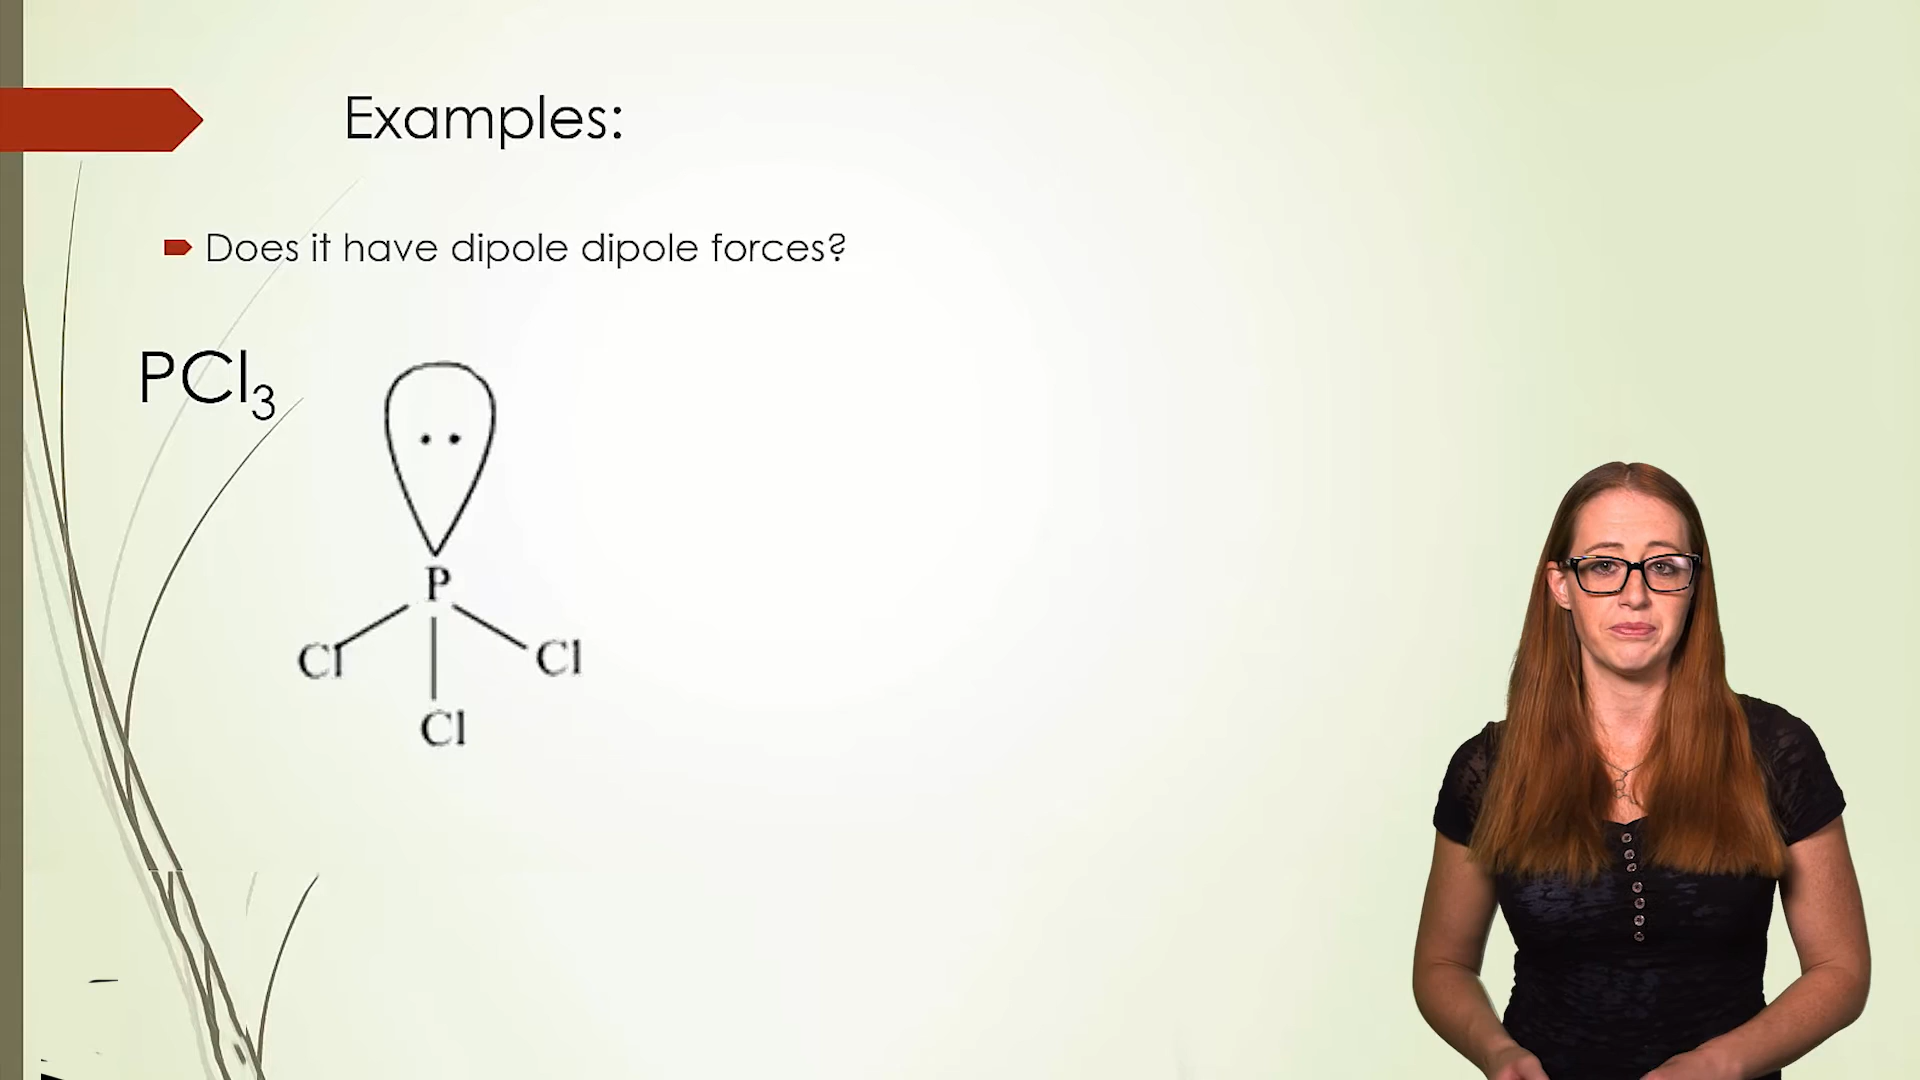 Examples:
Does it have dipole dipole forces?
PCl₃
P
Cl Cl
Cl